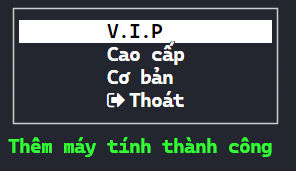 V.I.P
Cao cấp
Cơ bản
Thoát
Thêm máy tính thành công